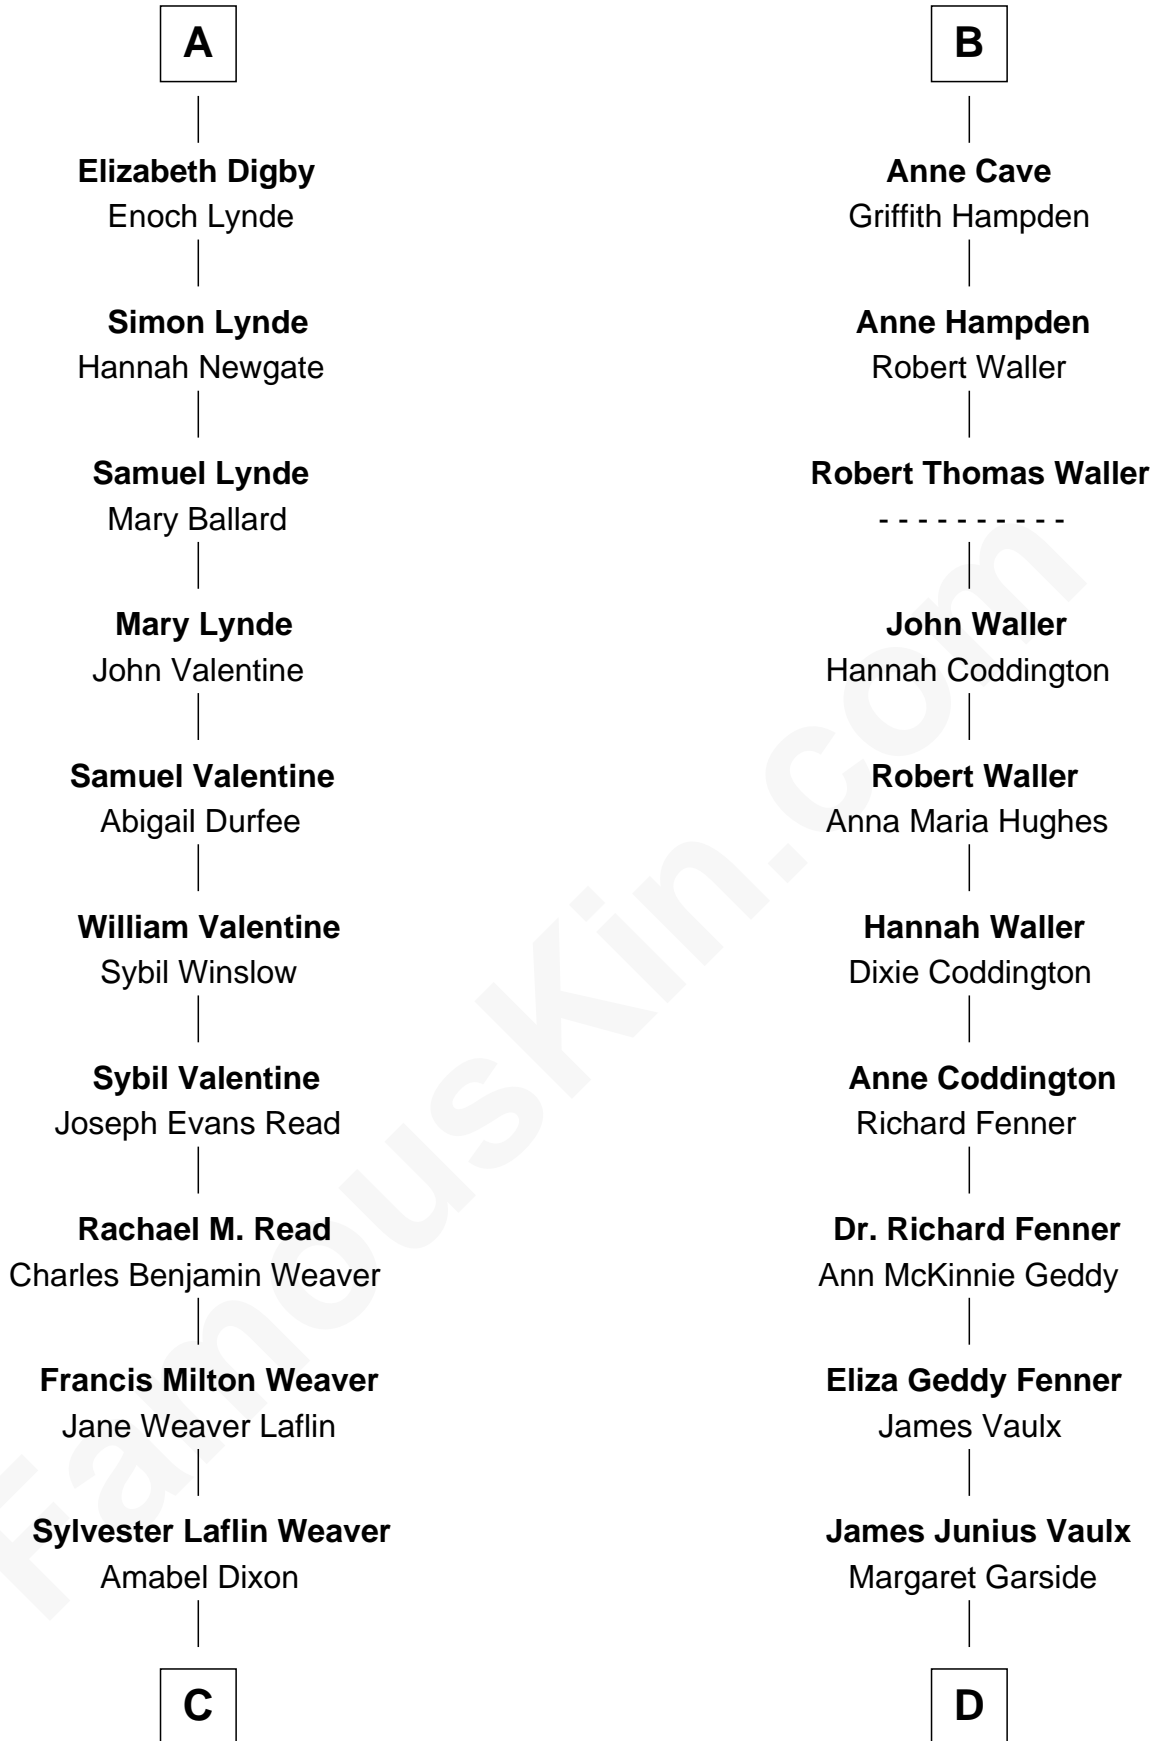 A
Elizabeth Digby
Enoch Lynde
Simon Lynde
Hannah Newgate
Samuel Lynde
Mary Ballard
Mary Lynde
John Valentine
Samuel Valentine
Abigail Durfee
William Valentine
Sybil Winslow
Sybil Valentine
Joseph Evans Read
Rachael M. Read
Charles Benjamin Weaver
Francis Milton Weaver
Jane Weaver Laflin
Sylvester Laflin Weaver
Amabel Dixon
C
B
Anne Cave
Griffith Hampden
Anne Hampden
Robert Waller
Robert Thomas Waller
- - - - - - - - - -
John Waller
Hannah Coddington
Robert Waller
Anna Maria Hughes
Hannah Waller
Dixie Coddington
Anne Coddington
Richard Fenner
Dr. Richard Fenner
Ann McKinnie Geddy
Eliza Geddy Fenner
James Vaulx
James Junius Vaulx
Margaret Garside
D
FamousKin.com